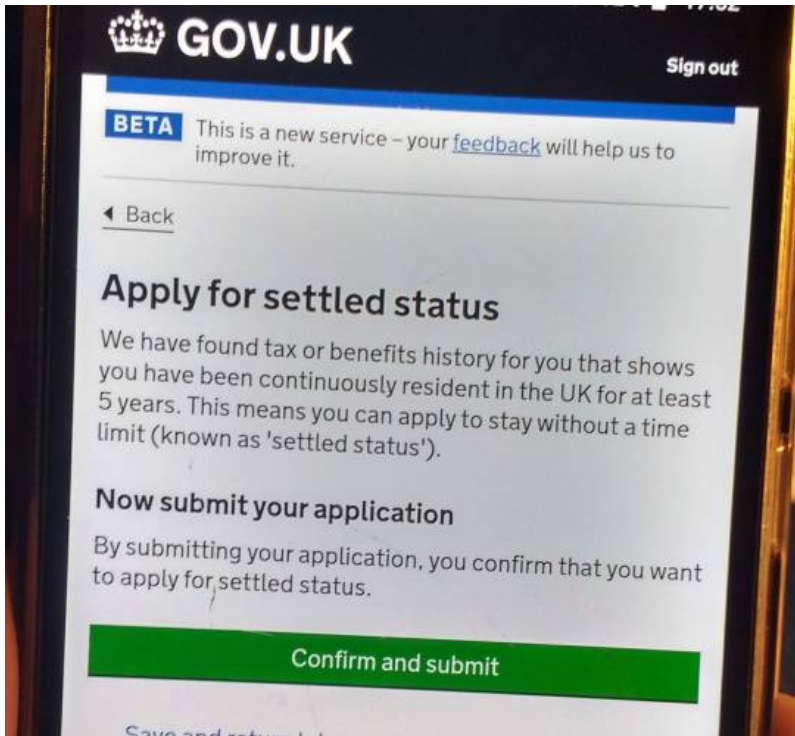 GOV.UK
Sign out
BETA
This is a new service – your feedback will help us to
improve it.
Back
Apply for settled status
We have found tax or benefits history for you that shows
you have been continuously resident in the UK for at least
5 years. This means you can apply to stay without a time
limit (known as 'settled status').
Now submit your application
By submitting your application, you confirm that you want
to apply for settled status.
Confirm and submit
Save and return